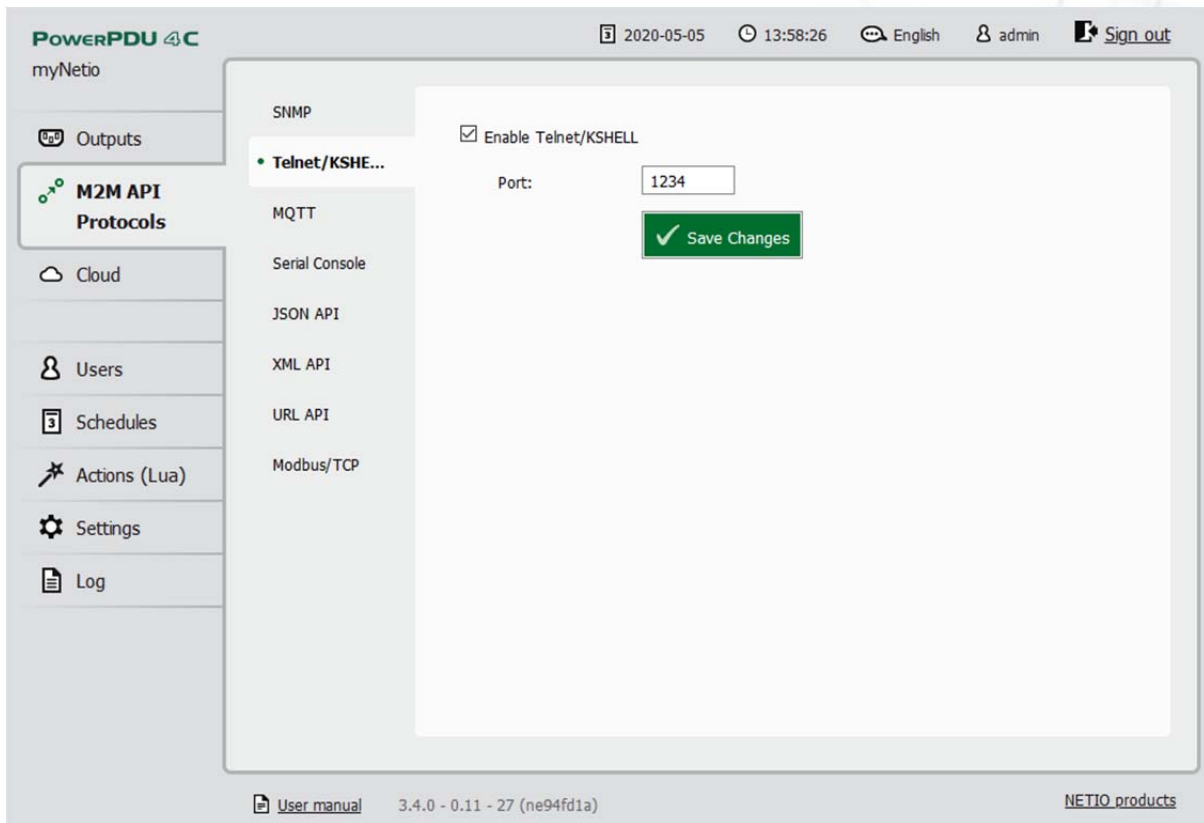 PowerPDU 4C
3 2020-05-05 13:58:26 English admin Sign out
myNetio
Outputs
M2M API
Protocols
Cloud
Users
3 Schedules
Actions (Lua)
Settings
Log
SNMP
Telnet/KSHE...
MQTT
Serial Console
JSON API
XML API
URL API
Modbus/TCP
Enable Telnet/KSHELL
Port: 1234
Save Changes
User manual 3.4.0 - 0.11 - 27 (ne94fd1a) NETIO products